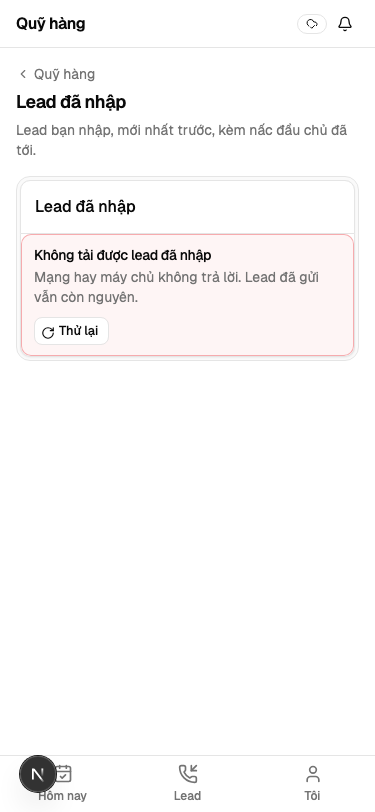 Quỹ hàng
Quỹ hàng
Lead đã nhập
Lead bạn nhập, mới nhất trước, kèm nấc đầu chủ đã
tới.
Lead đã nhập
Không tải được lead đã nhập
Mạng hay máy chủ không trả lời. Lead đã gửi
vẫn còn nguyên.
Thử lại
N
Hôm nay
Lead
Tôi